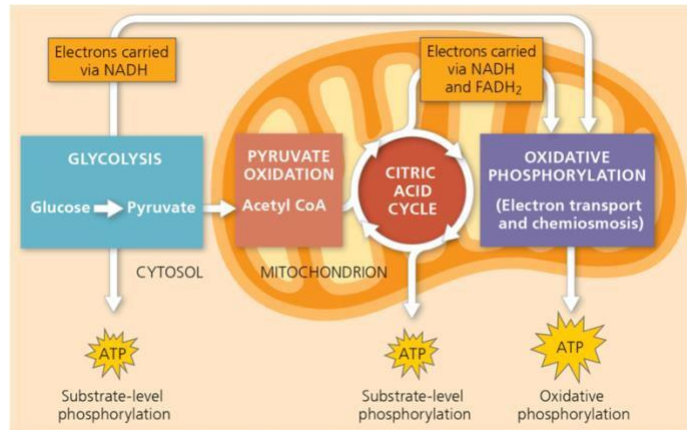 Electrons carried
via NADH
Electrons carried
via NADH
and FADH₂
GLYCOLYSIS
Glucose
Pyruvate
PYRUVATE
OXIDATION
Acetyl CoA
CITRIC
ACID
CYCLE
OXIDATIVE
PHOSPHORYLATION
(Electron transport
and chemiosmosis)
CYTOSOL
MITOCHONDRION
ATP
ATP
ATP
Substrate-level
phosphorylation
Substrate-level
phosphorylation
Oxidative
phosphorylation